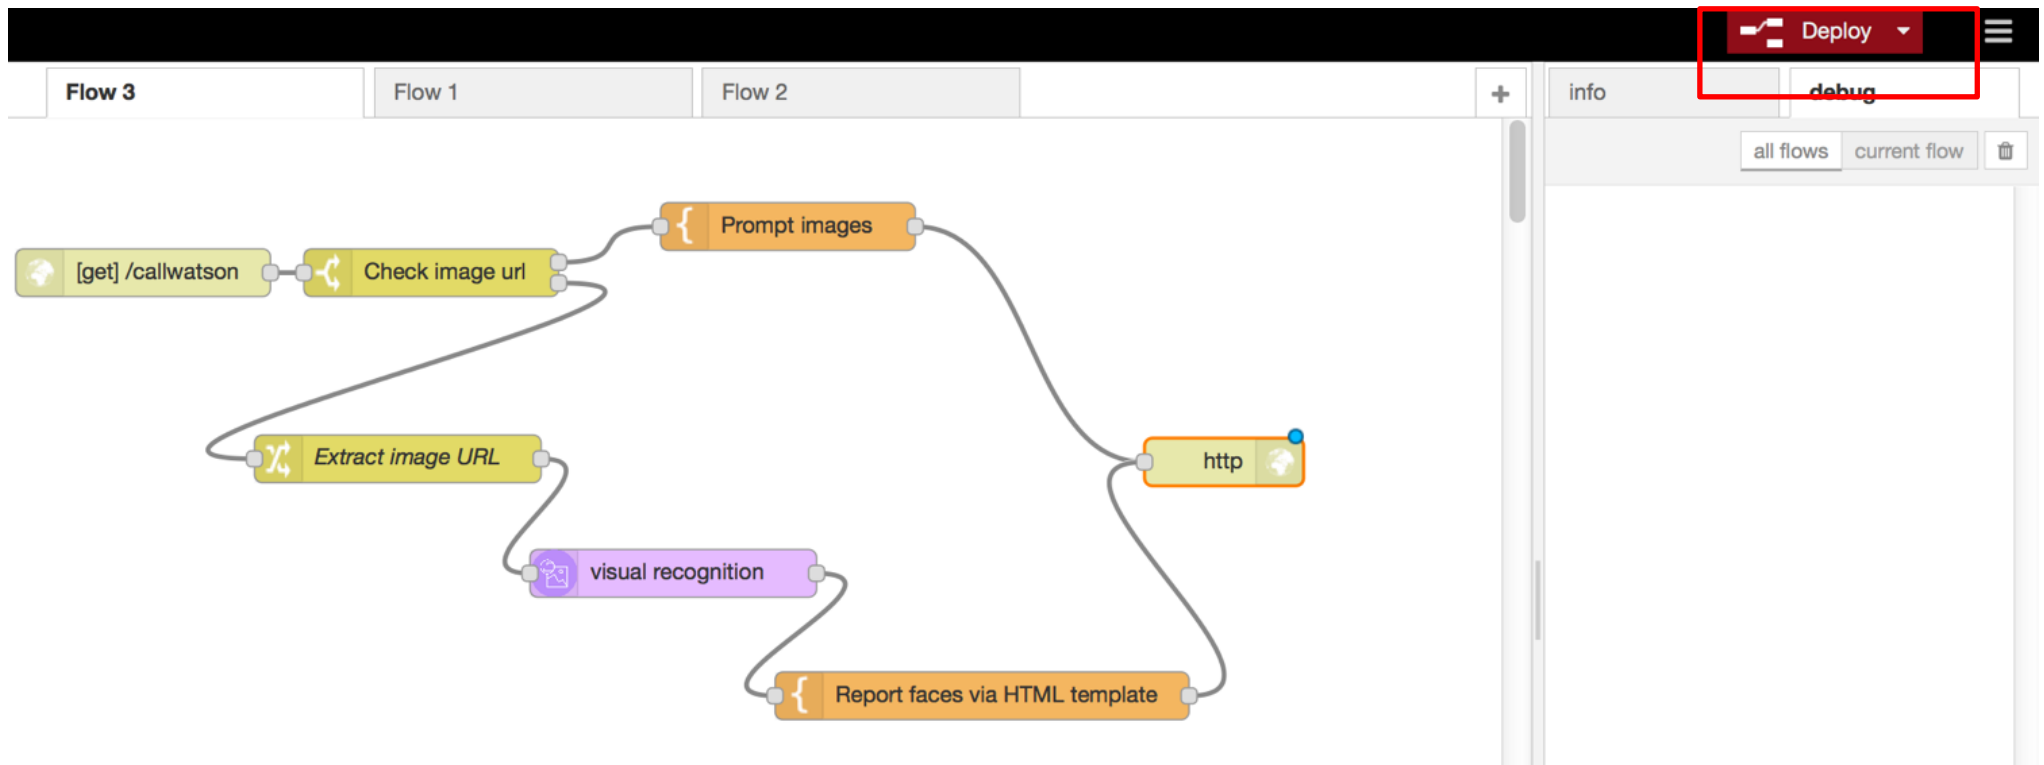 Deploy
Flow 3
Flow 1
Flow 2
info
debug
all flows
current flow
Prompt images
[get] /callwatson
Check image url
Extract image URL
http
visual recognition
Report faces via HTML template